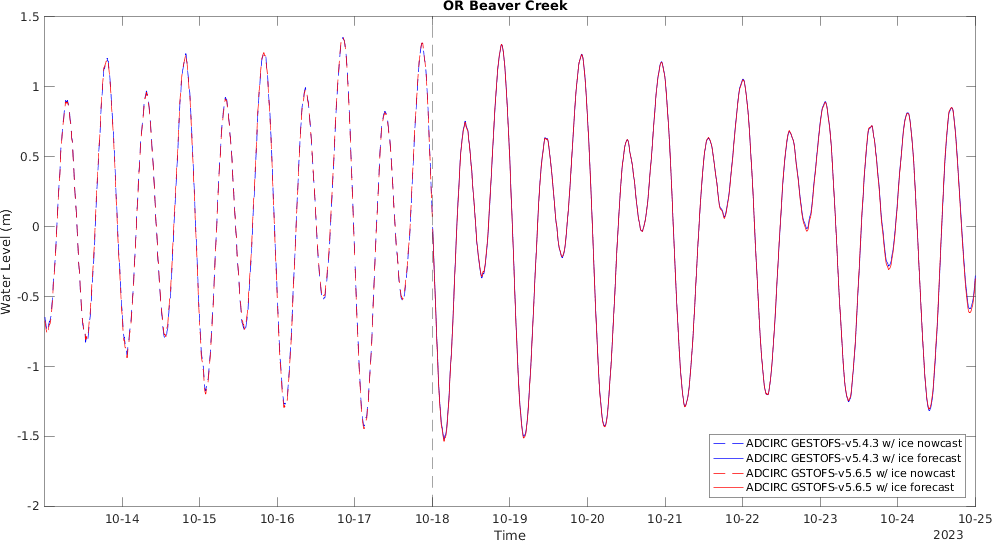 OR Beaver Creek
1.5
1
0.5
0
-0.5
-1
-1.5
-2
Water Level (m)
10-14 10-15 10-16 10-17 10-18 10-19 10-20 10-21 10-22 10-23 10-24 10-25
Time
2023
ADCIRC GESTOFS-v5.4.3 w/ ice nowcast
ADCIRC GESTOFS-v5.4.3 w/ ice forecast
ADCIRC GSTOFS-v5.6.5 w/ ice nowcast
ADCIRC GSTOFS-v5.6.5 w/ ice forecast